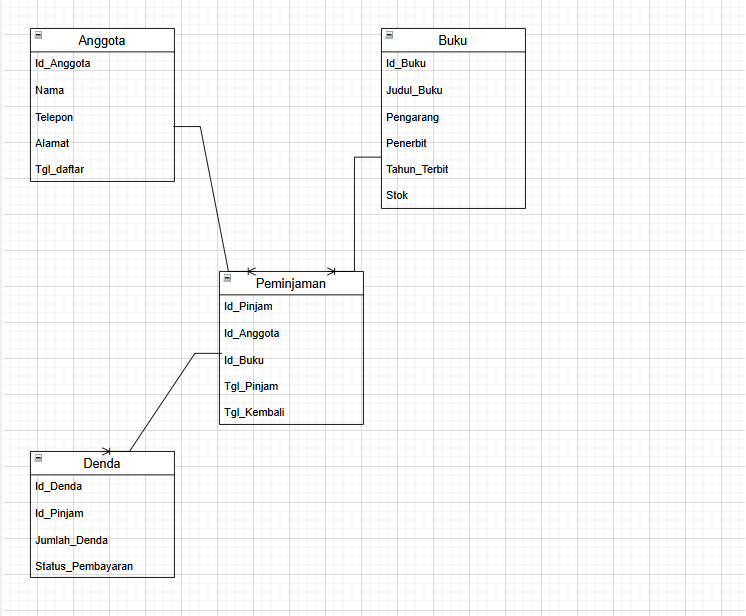 Anggota
Id_Anggota
Nama
Telepon
Alamat
Tgl_daftar
Buku
Id_Buku
Judul_Buku
Pengarang
Penerbit
Tahun_Terbit
Stok
Peminjaman
Id_Pinjam
Id_Anggota
Id_Buku
Tgl_Pinjam
Tgl_Kembali
Denda
Id_Denda
Id_Pinjam
Jumlah_Denda
Status_Pembayaran